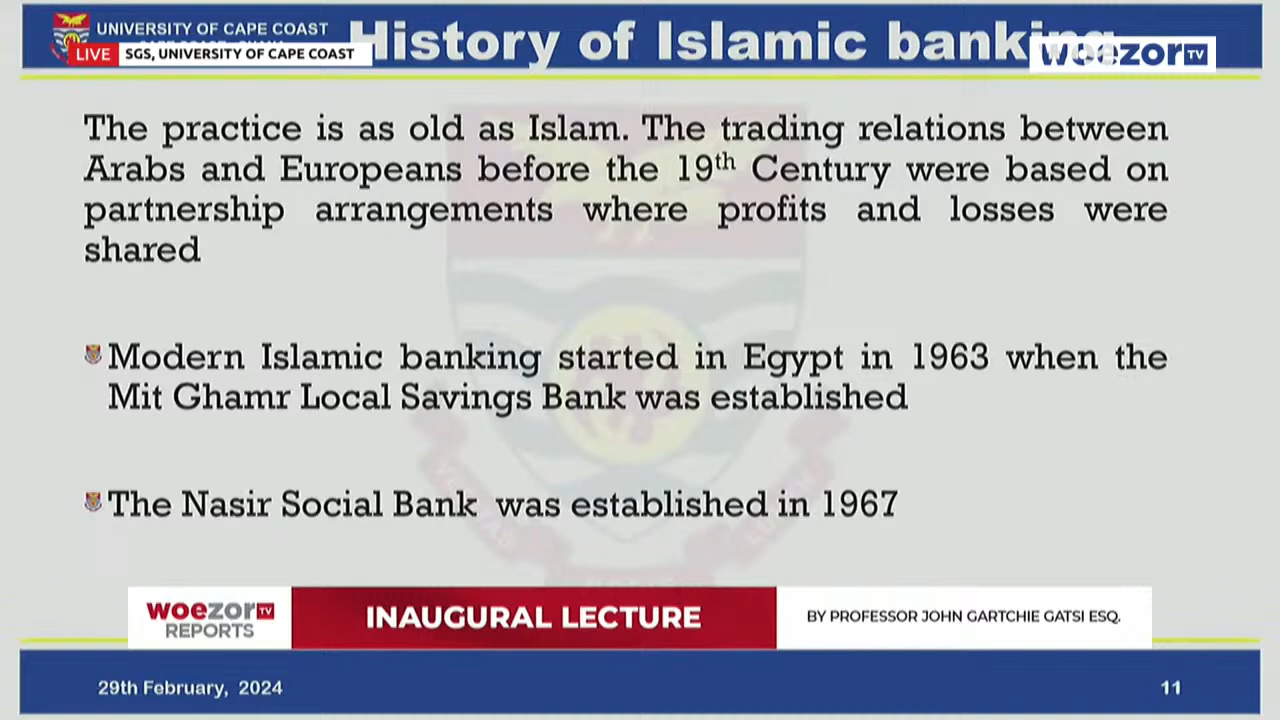 UNIVERSITY OF CAPE COAST
LIVE SGS, UNIVERSITY OF CAPE COAST
History of Islamic banking
woezor TV
The practice is as old as Islam. The trading relations between
Arabs and Europeans before the 19th Century were based on
partnership arrangements where profits and losses were
shared
Modern Islamic banking started in Egypt in 1963 when the
Mit Ghamr Local Savings Bank was established
The Nasir Social Bank was established in 1967
woezor TV
REPORTS
INAUGURAL LECTURE
BY PROFESSOR JOHN GARTCHIE GATSI ESQ.
29th February, 2024
11